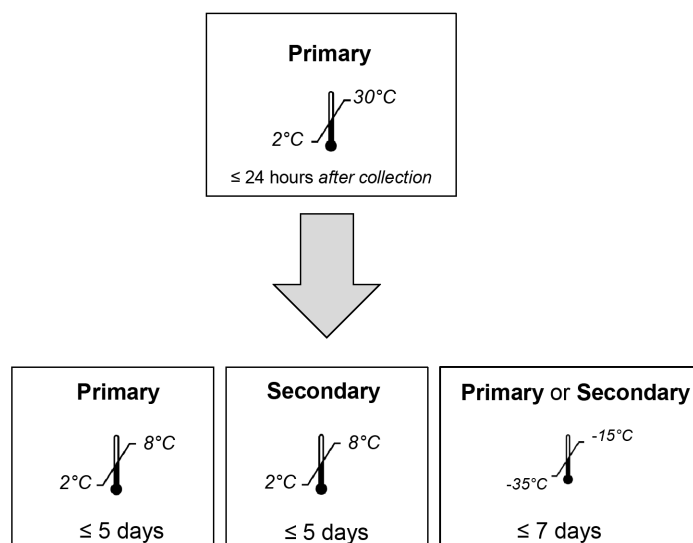 Primary
30°C
2°C
≤ 24 hours after collection
Primary
8°C
2°C
≤ 5 days
Secondary
8°C
2°C
≤ 5 days
Primary or Secondary
-15°C
-35°C
≤ 7 days